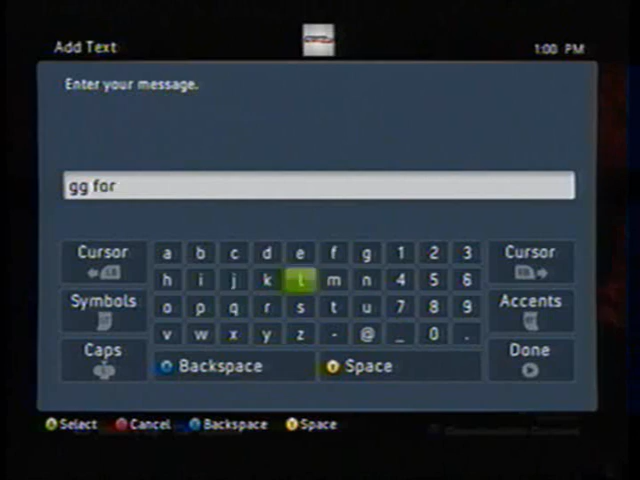 Add Text
1:00 PM
Enter your message.
gg for
Cursor a b c d e f g 1 2 3 Cursor
h i j k l m n 4 5 6
Symbols o p q r s t u 7 8 9 Accents
v w x y z - @ _ 0 .
Caps Backspace Space Done
Select Cancel Backspace Space